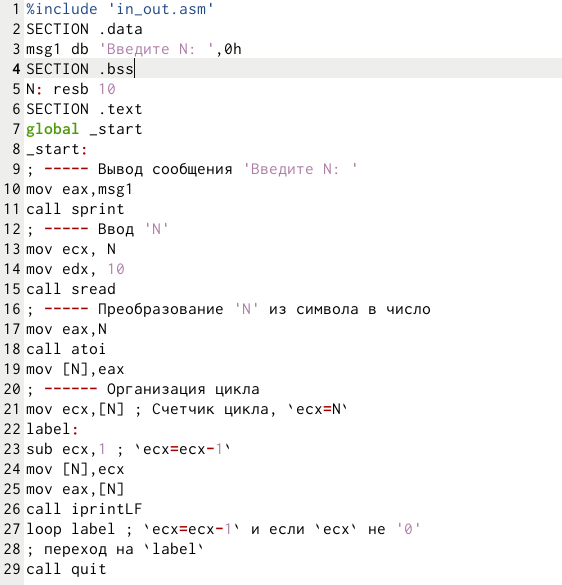 1 %include 'in_out.asm'
2 SECTION .data
3 msg1 db 'Введите N: ',0h
4 SECTION .bss
5 N: resb 10
6 SECTION .text
7 global _start
8 _start:
9 ; ----- Вывод сообщения 'Введите N: '
10 mov eax,msg1
11 call sprint
12 ; ----- Ввод 'N'
13 mov ecx, N
14 mov edx, 10
15 call sread
16 ; ----- Преобразование 'N' из символа в число
17 mov eax,N
18 call atoi
19 mov [N],eax
20 ; ------ Организация цикла
21 mov ecx,[N] ; Счетчик цикла, `ecx=N`
22 label:
23 sub ecx,1 ; `ecx=ecx-1`
24 mov [N],ecx
25 mov eax,[N]
26 call iprintLF
27 loop label ; `ecx=ecx-1` и если `ecx` не '0'
28 ; переход на `label`
29 call quit